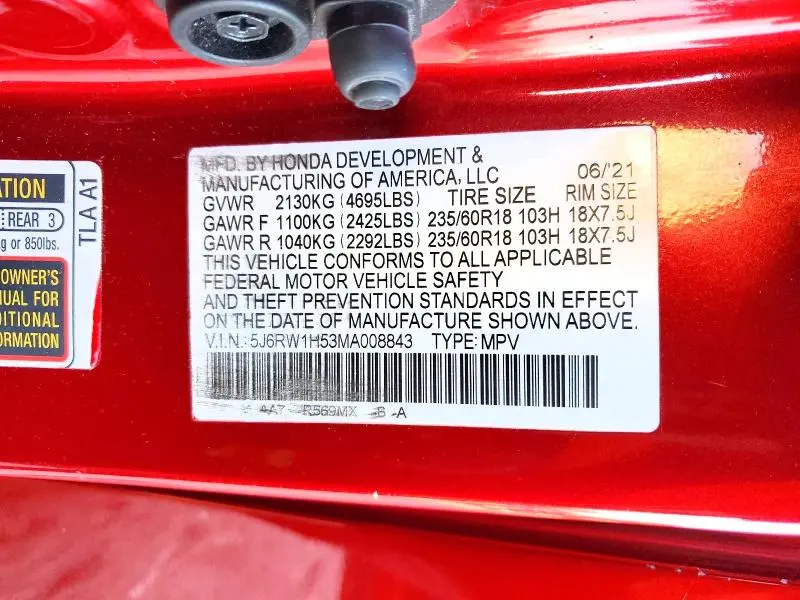 ATION
REAR 3
g or 850lbs.
OWNER'S
UAL FOR
DITIONAL
ORMATION
TLA A1
MFD. BY HONDA DEVELOPMENT &
MANUFACTURING OF AMERICA, LLC 06/'21
GVWR 2130KG (4695LBS) TIRE SIZE RIM SIZE
GAWR F 1100KG (2425LBS) 235/60R18 103H 18X7.5J
GAWR R 1040KG (2292LBS) 235/60R18 103H 18X7.5J
THIS VEHICLE CONFORMS TO ALL APPLICABLE
FEDERAL MOTOR VEHICLE SAFETY
AND THEFT PREVENTION STANDARDS IN EFFECT
ON THE DATE OF MANUFACTURE SHOWN ABOVE.
V.I.N.: 5J6RW1H53MA008843 TYPE: MPV
4A7 R569MX B -A